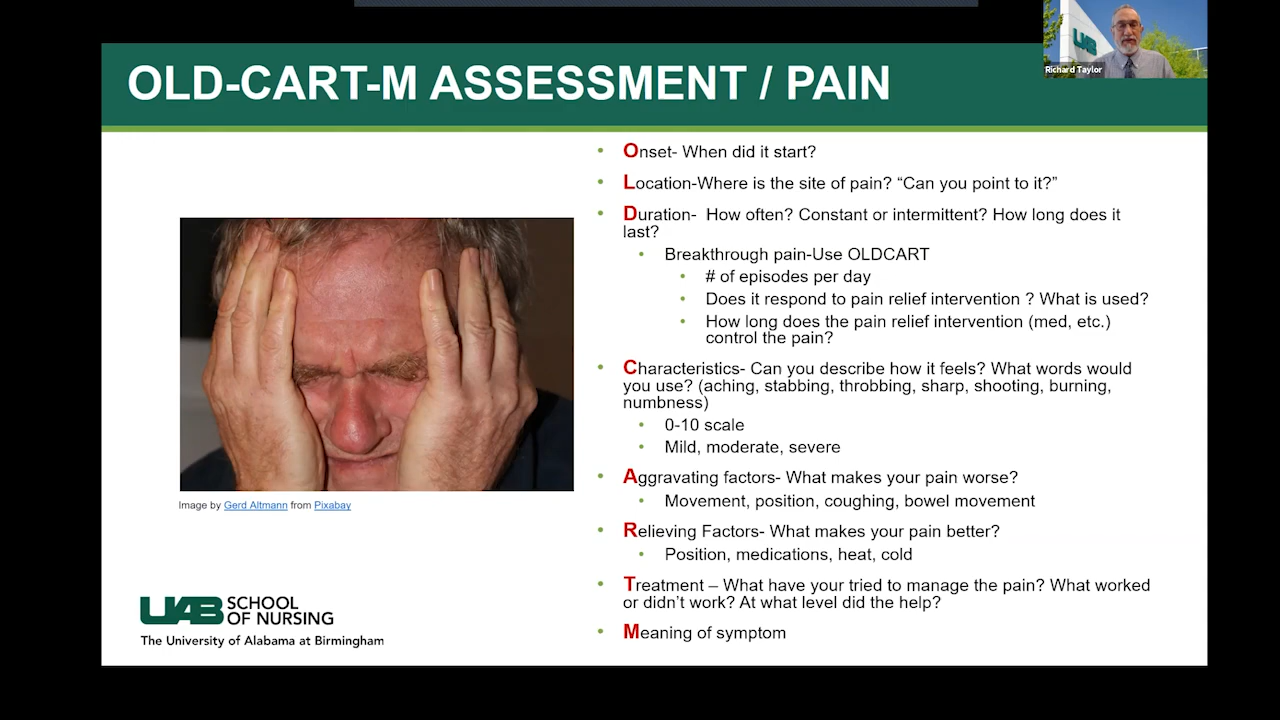 UAB
Richard Taylor
OLD-CART-M ASSESSMENT / PAIN
• Onset- When did it start?
• Location-Where is the site of pain? “Can you point to it?”
• Duration-  How often? Constant or intermittent? How long does it
last?
• Breakthrough pain-Use OLDCART
• # of episodes per day
• Does it respond to pain relief intervention ? What is used?
• How long does the pain relief intervention (med, etc.)
control the pain?
• Characteristics- Can you describe how it feels? What words would
you use? (aching, stabbing, throbbing, sharp, shooting, burning,
numbness)
• 0-10 scale
• Mild, moderate, severe
• Aggravating factors- What makes your pain worse?
• Movement, position, coughing, bowel movement
• Relieving Factors- What makes your pain better?
• Position, medications, heat, cold
• Treatment – What have your tried to manage the pain? What worked
or didn’t work? At what level did the help?
• Meaning of symptom
Image by Gerd Altmann from Pixabay
UAB SCHOOL
OF NURSING
The University of Alabama at Birmingham